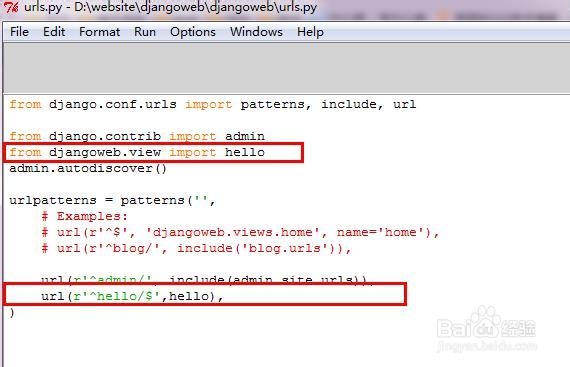 urls.py - D:\website\djangoweb\djangoweb\urls.py
File Edit Format Run Options Windows Help
from django.conf.urls import patterns, include, url
from django.contrib import admin
from djangoweb.view import hello
admin.autodiscover()
urlpatterns = patterns('',
# Examples:
# url(r'^$', 'djangoweb.views.home', name='home'),
# url(r'^blog/', include('blog.urls')),
url(r'^admin/', include(admin.site.urls)),
url(r'^hello/$',hello),
)
Baidu 经验
jingyan.baidu.com